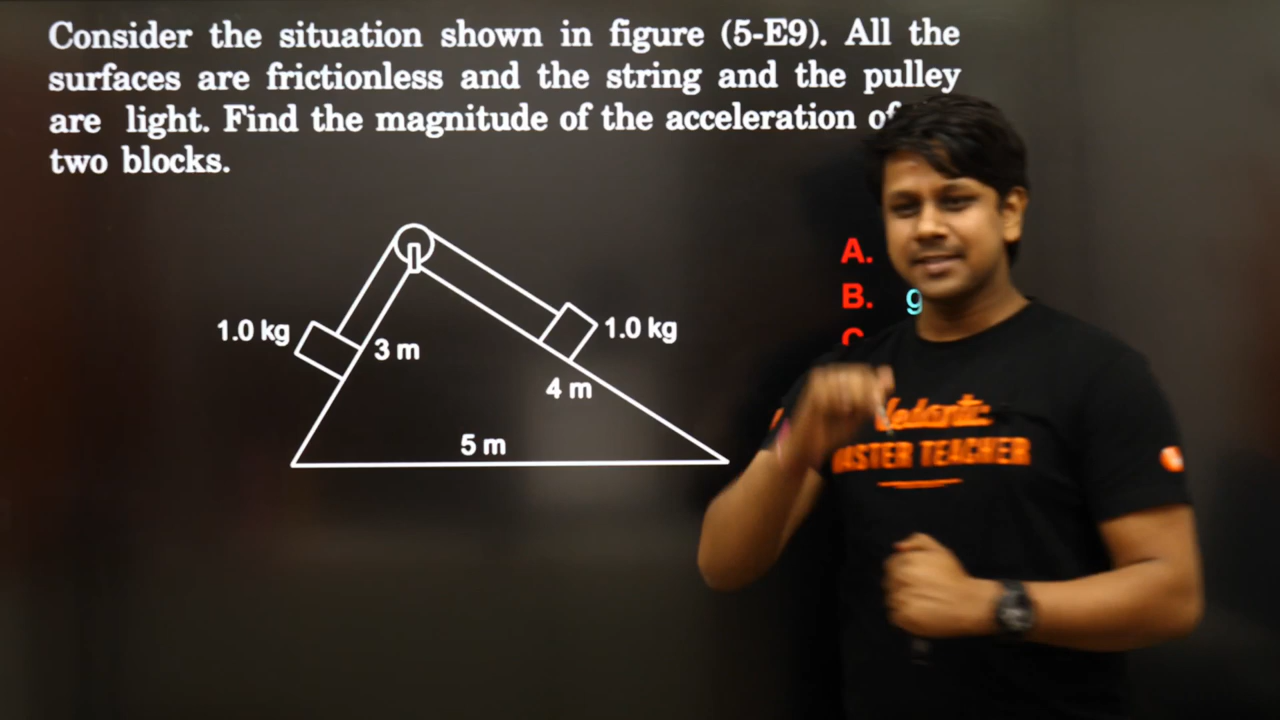 Consider the situation shown in figure (5-E9). All the
surfaces are frictionless and the string and the pulley
are light. Find the magnitude of the acceleration of
two blocks.
A.
B. g
C.
1.0 kg
1.0 kg
3 m
4 m
5 m
Vedantu
MASTER TEACHER